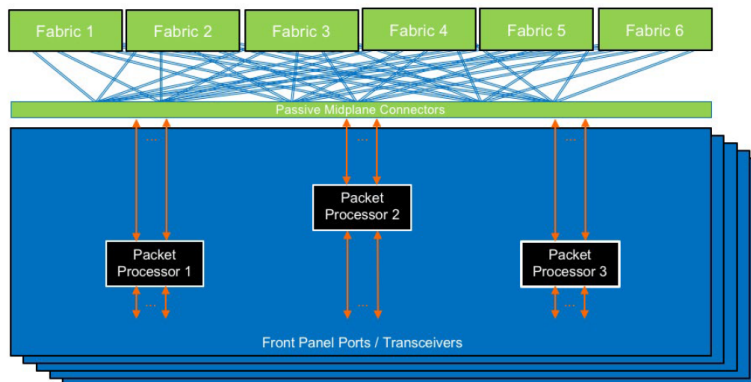 Fabric 1
Fabric 2
Fabric 3
Fabric 4
Fabric 5
Fabric 6
Passive Midplane Connectors
...
...
...
Packet
Processor 2
Packet
Processor 1
Packet
Processor 3
...
...
...
Front Panel Ports / Transceivers